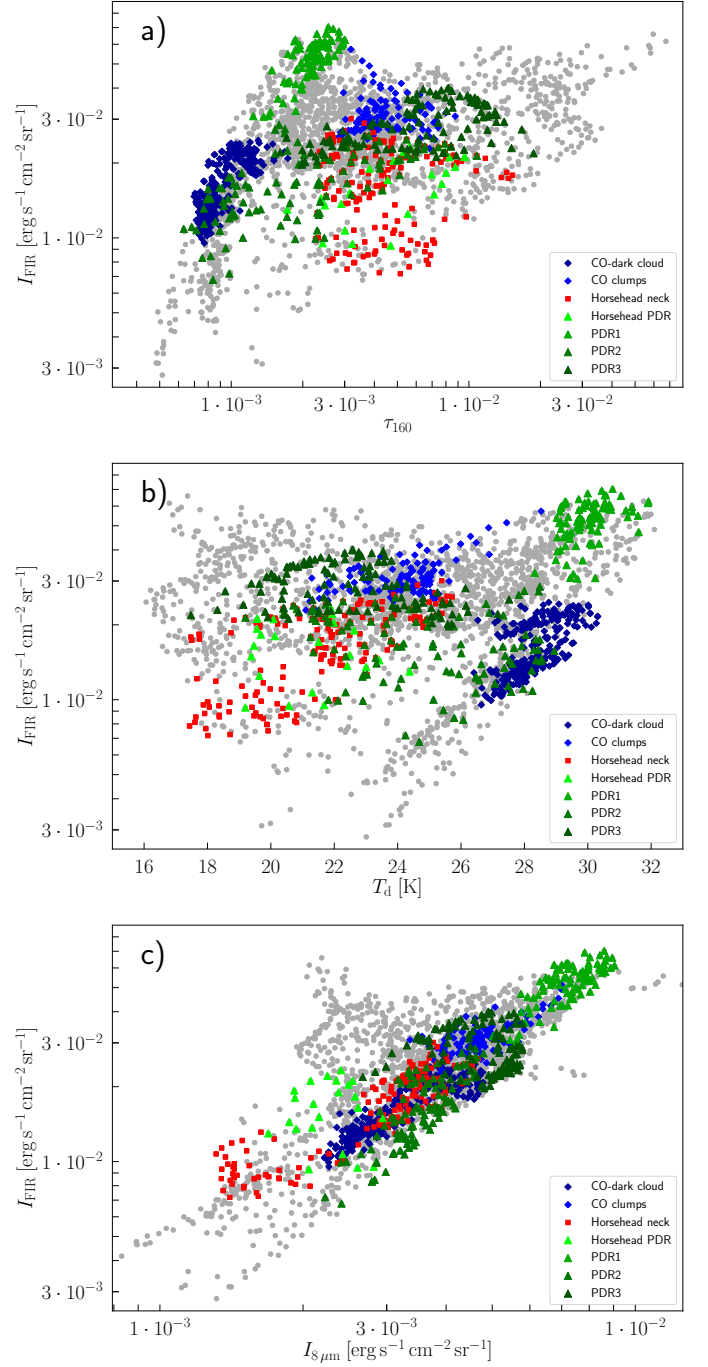 a)
I_FIR [erg s⁻¹ cm⁻² sr⁻¹]
3 · 10⁻²
1 · 10⁻²
3 · 10⁻³
CO-dark cloud
CO clumps
Horsehead neck
Horsehead PDR
PDR1
PDR2
PDR3
1 · 10⁻³ 3 · 10⁻³ 1 · 10⁻² 3 · 10⁻²
τ₁₆₀
b)
I_FIR [erg s⁻¹ cm⁻² sr⁻¹]
3 · 10⁻²
1 · 10⁻²
3 · 10⁻³
CO-dark cloud
CO clumps
Horsehead neck
Horsehead PDR
PDR1
PDR2
PDR3
16 18 20 22 24 26 28 30 32
T_d [K]
c)
I_FIR [erg s⁻¹ cm⁻² sr⁻¹]
3 · 10⁻²
1 · 10⁻²
3 · 10⁻³
CO-dark cloud
CO clumps
Horsehead neck
Horsehead PDR
PDR1
PDR2
PDR3
1 · 10⁻³ 3 · 10⁻³ 1 · 10⁻²
I_8 μm [erg s⁻¹ cm⁻² sr⁻¹]